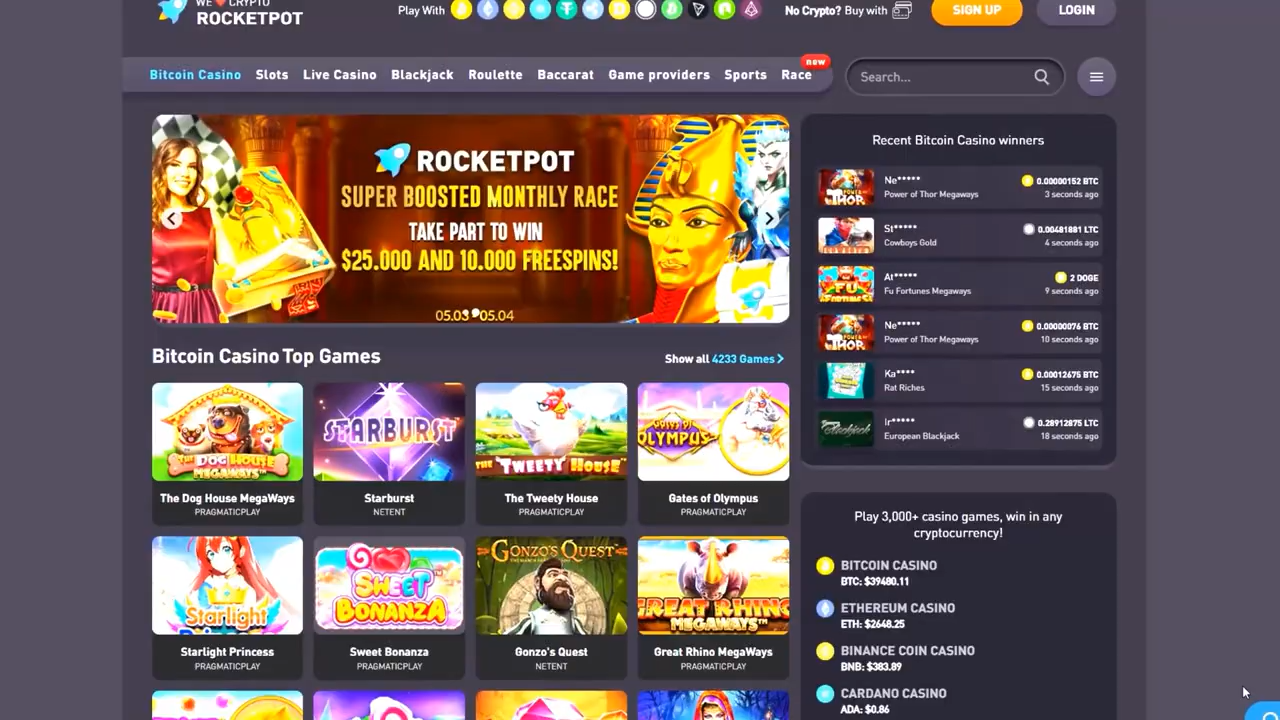 WE CRYPTO
ROCKETPOT
Play With
No Crypto? Buy with
SIGN UP
LOGIN
Bitcoin Casino
Slots
Live Casino
Blackjack
Roulette
Baccarat
Game providers
Sports
Race
new
Search...
ROCKETPOT
SUPER BOOSTED MONTHLY RACE
TAKE PART TO WIN
$25.000 AND 10.000 FREESPINS!
05.03 05.04
Bitcoin Casino Top Games
Show all 4233 Games
THE DOG HOUSE MEGAWAYS
The Dog House MegaWays
PRAGMATICPLAY
STARBURST
Starburst
NETENT
THE TWEETY HOUSE
The Tweety House
PRAGMATICPLAY
GATES OF OLYMPUS
Gates of Olympus
PRAGMATICPLAY
Starlight
Starlight Princess
PRAGMATICPLAY
SWEET BONANZA
Sweet Bonanza
PRAGMATICPLAY
GONZO'S QUEST
Gonzo's Quest
NETENT
GREAT RHINO MEGAWAYS
Great Rhino MegaWays
PRAGMATICPLAY
Recent Bitcoin Casino winners
POWER OF THOR
Ne*****
0.00000152 BTC
Power of Thor Megaways
3 seconds ago
St*****
0.00481881 LTC
Cowboys Gold
4 seconds ago
FU FORTUNES
At*****
2 DOGE
Fu Fortunes Megaways
9 seconds ago
POWER OF THOR
Ne*****
0.00000076 BTC
Power of Thor Megaways
10 seconds ago
Ka****
0.00012675 BTC
Rat Riches
15 seconds ago
Blackjack
Ir*****
0.28912875 LTC
European Blackjack
18 seconds ago
Play 3,000+ casino games, win in any
cryptocurrency!
BITCOIN CASINO
BTC: $39480.11
ETHEREUM CASINO
ETH: $2648.25
BINANCE COIN CASINO
BNB: $383.89
CARDANO CASINO
ADA: $0.86